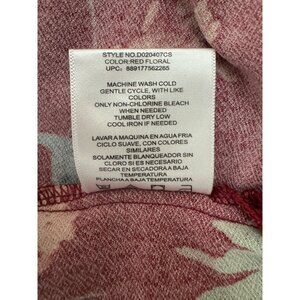 STYLE NO.D020407CS
COLOR:RED FLORAL
UPC: 889177562265
MACHINE WASH COLD
GENTLE CYCLE, WITH LIKE
COLORS
ONLY NON-CHLORINE BLEACH
WHEN NEEDED
TUMBLE DRY LOW
COOL IRON IF NEEDED
LAVAR A MAQUINA EN AGUA FRIA
CICLO SUAVE, CON COLORES
SIMILARES
SOLAMENTE BLANQUEADOR SIN
CLORO SI ES NECESARIO
SECAR EN SECADORA A BAJA
TEMPERATURA
PLANCHA A BAJA TEMPERATURA